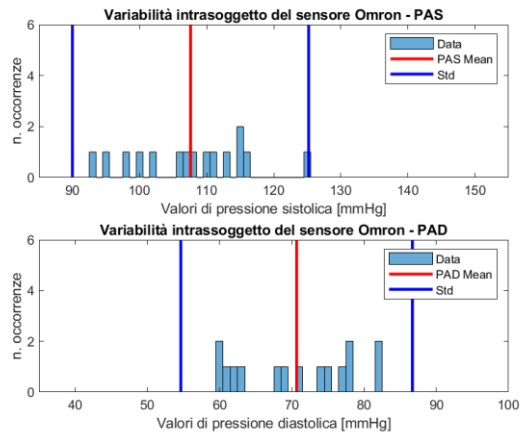 Variabilità intrasoggetto del sensore Omron - PAS
6
4
2
0
n. occorrenze
Data
PAS Mean
Std
90 100 110 120 130 140 150
Valori di pressione sistolica [mmHg]
Variabilità intrassoggetto del sensore Omron - PAD
6
4
2
0
n. occorrenze
Data
PAD Mean
Std
40 50 60 70 80 90 100
Valori di pressione diastolica [mmHg]